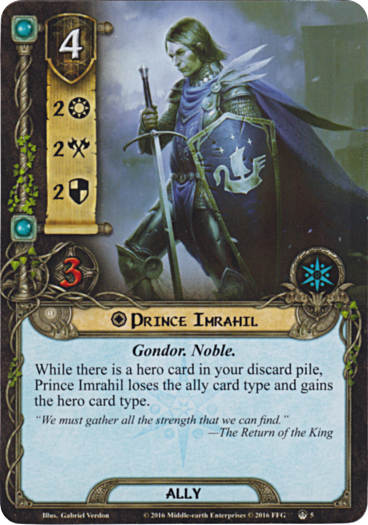 4
2
2
2
3
Prince Imrahil
Gondor. Noble.
While there is a hero card in your discard pile,
Prince Imrahil loses the ally card type and gains
the hero card type.
“We must gather all the strength that we can find.”
—The Return of the King
ALLY
Illus. Gabriel Verdon © 2016 Middle-earth Enterprises © 2016 FFG 5